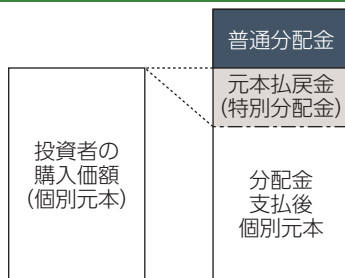 普通分配金
元本払戻金
(特別分配金)
投資者の
購入価額
(個別元本)
分配金
支払後
個別元本